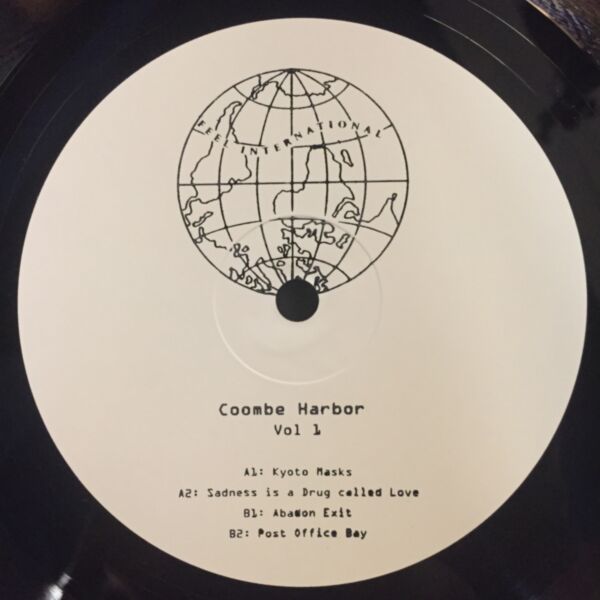 FEEL INTERNATIONAL
Coombe Harbor
Vol 1
A1: Kyoto Masks
A2: Sadness is a Drug called Love
B1: Abadon Exit
B2: Post Office Bay